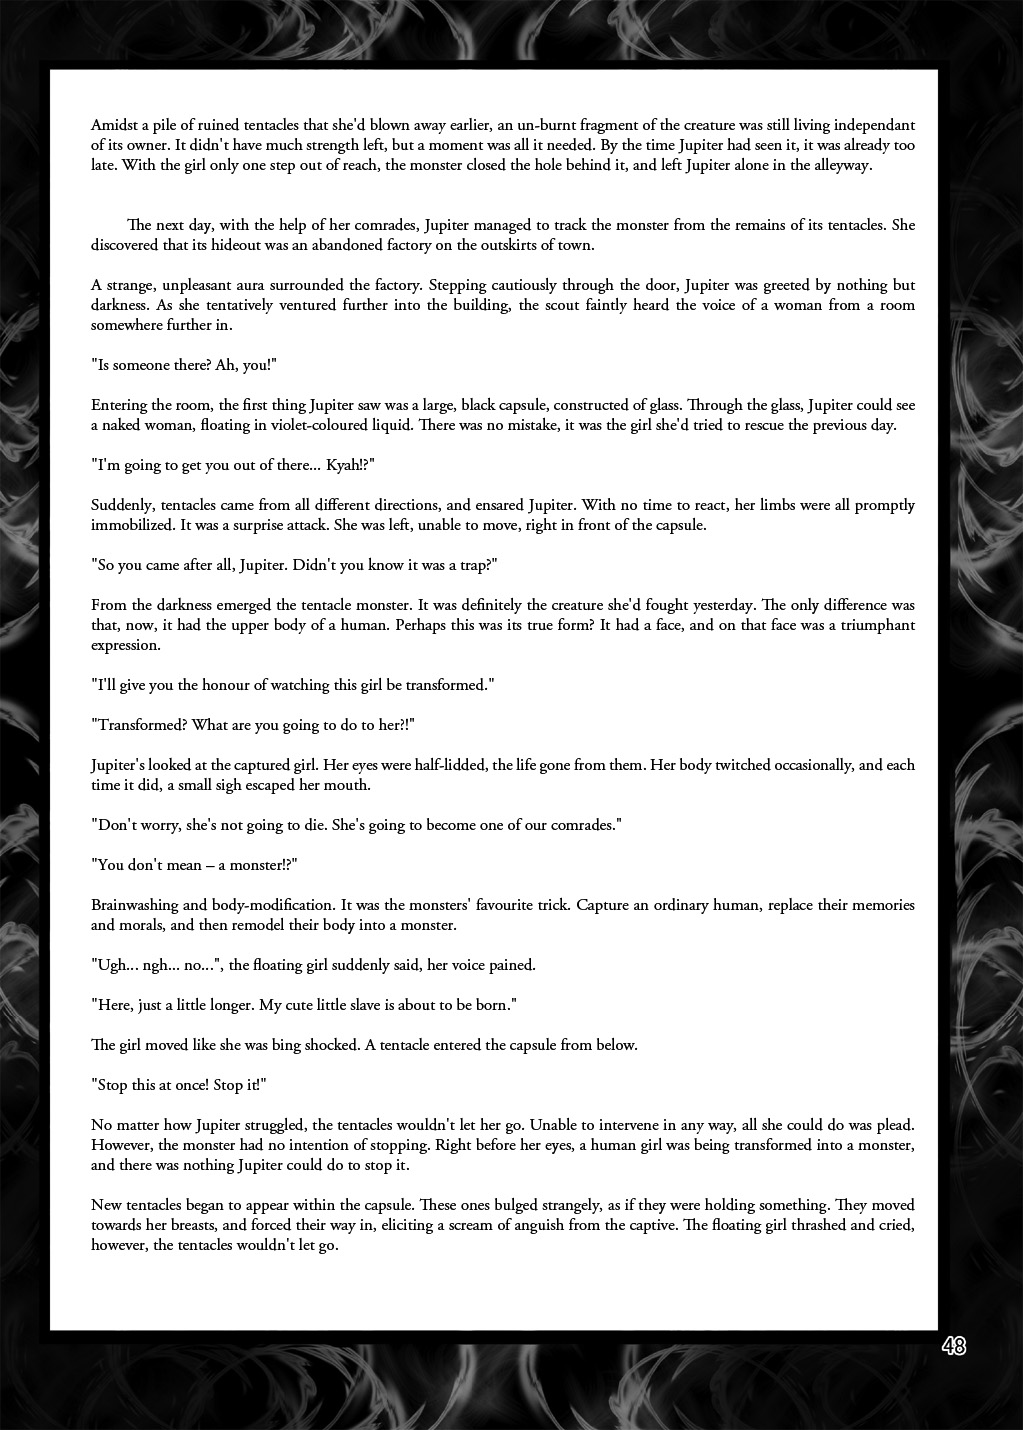 Amidst a pile of ruined tentacles that she'd blown away earlier, an un-burnt fragment of the creature was still living independant
of its owner. It didn't have much strength left, but a moment was all it needed. By the time Jupiter had seen it, it was already too
late. With the girl only one step out of reach, the monster closed the hole behind it, and left Jupiter alone in the alleyway.
The next day, with the help of her comrades, Jupiter managed to track the monster from the remains of its tentacles. She
discovered that its hideout was an abandoned factory on the outskirts of town.
A strange, unpleasant aura surrounded the factory. Stepping cautiously through the door, Jupiter was greeted by nothing but
darkness. As she tentatively ventured further into the building, the scout faintly heard the voice of a woman from a room
somewhere further in.
"Is someone there? Ah, you!"
Entering the room, the first thing Jupiter saw was a large, black capsule, constructed of glass. Through the glass, Jupiter could see
a naked woman, floating in violet-coloured liquid. There was no mistake, it was the girl she'd tried to rescue the previous day.
"I'm going to get you out of there... Kyah!?"
Suddenly, tentacles came from all different directions, and ensared Jupiter. With no time to react, her limbs were all promptly
immobilized. It was a surprise attack. She was left, unable to move, right in front of the capsule.
"So you came after all, Jupiter. Didn't you know it was a trap?"
From the darkness emerged the tentacle monster. It was definitely the creature she'd fought yesterday. The only difference was
that, now, it had the upper body of a human. Perhaps this was its true form? It had a face, and on that face was a triumphant
expression.
"I'll give you the honour of watching this girl be transformed."
"Transformed? What are you going to do to her?!"
Jupiter's looked at the captured girl. Her eyes were half-lidded, the life gone from them. Her body twitched occasionally, and each
time it did, a small sigh escaped her mouth.
"Don't worry, she's not going to die. She's going to become one of our comrades."
"You don't mean – a monster!?"
Brainwashing and body-modification. It was the monsters' favourite trick. Capture an ordinary human, replace their memories
and morals, and then remodel their body into a monster.
"Ugh... ngh... no...", the floating girl suddenly said, her voice pained.
"Here, just a little longer. My cute little slave is about to be born."
The girl moved like she was bing shocked. A tentacle entered the capsule from below.
"Stop this at once! Stop it!"
No matter how Jupiter struggled, the tentacles wouldn't let her go. Unable to intervene in any way, all she could do was plead.
However, the monster had no intention of stopping. Right before her eyes, a human girl was being transformed into a monster,
and there was nothing Jupiter could do to stop it.
New tentacles began to appear within the capsule. These ones bulged strangely, as if they were holding something. They moved
towards her breasts, and forced their way in, eliciting a scream of anguish from the captive. The floating girl thrashed and cried,
however, the tentacles wouldn't let go.
48